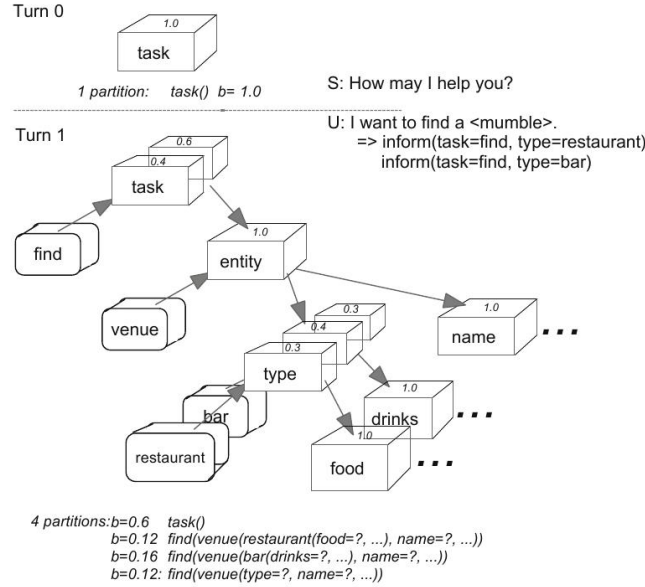 Turn 0
1.0
task
1 partition: task() b= 1.0
S: How may I help you?
U: I want to find a <mumble>.
=> inform(task=find, type=restaurant)
inform(task=find, type=bar)
Turn 1
0.6
0.4
task
find
1.0
entity
venue
0.3
0.4
0.3
type
1.0
name
...
bar
restaurant
1.0
drinks
...
1.0
food
...
4 partitions:b=0.6 task()
b=0.12 find(venue(restaurant(food=?, ...), name=?, ...))
b=0.16 find(venue(bar(drinks=?, ...), name=?, ...))
b=0.12: find(venue(type=?, name=?, ...))